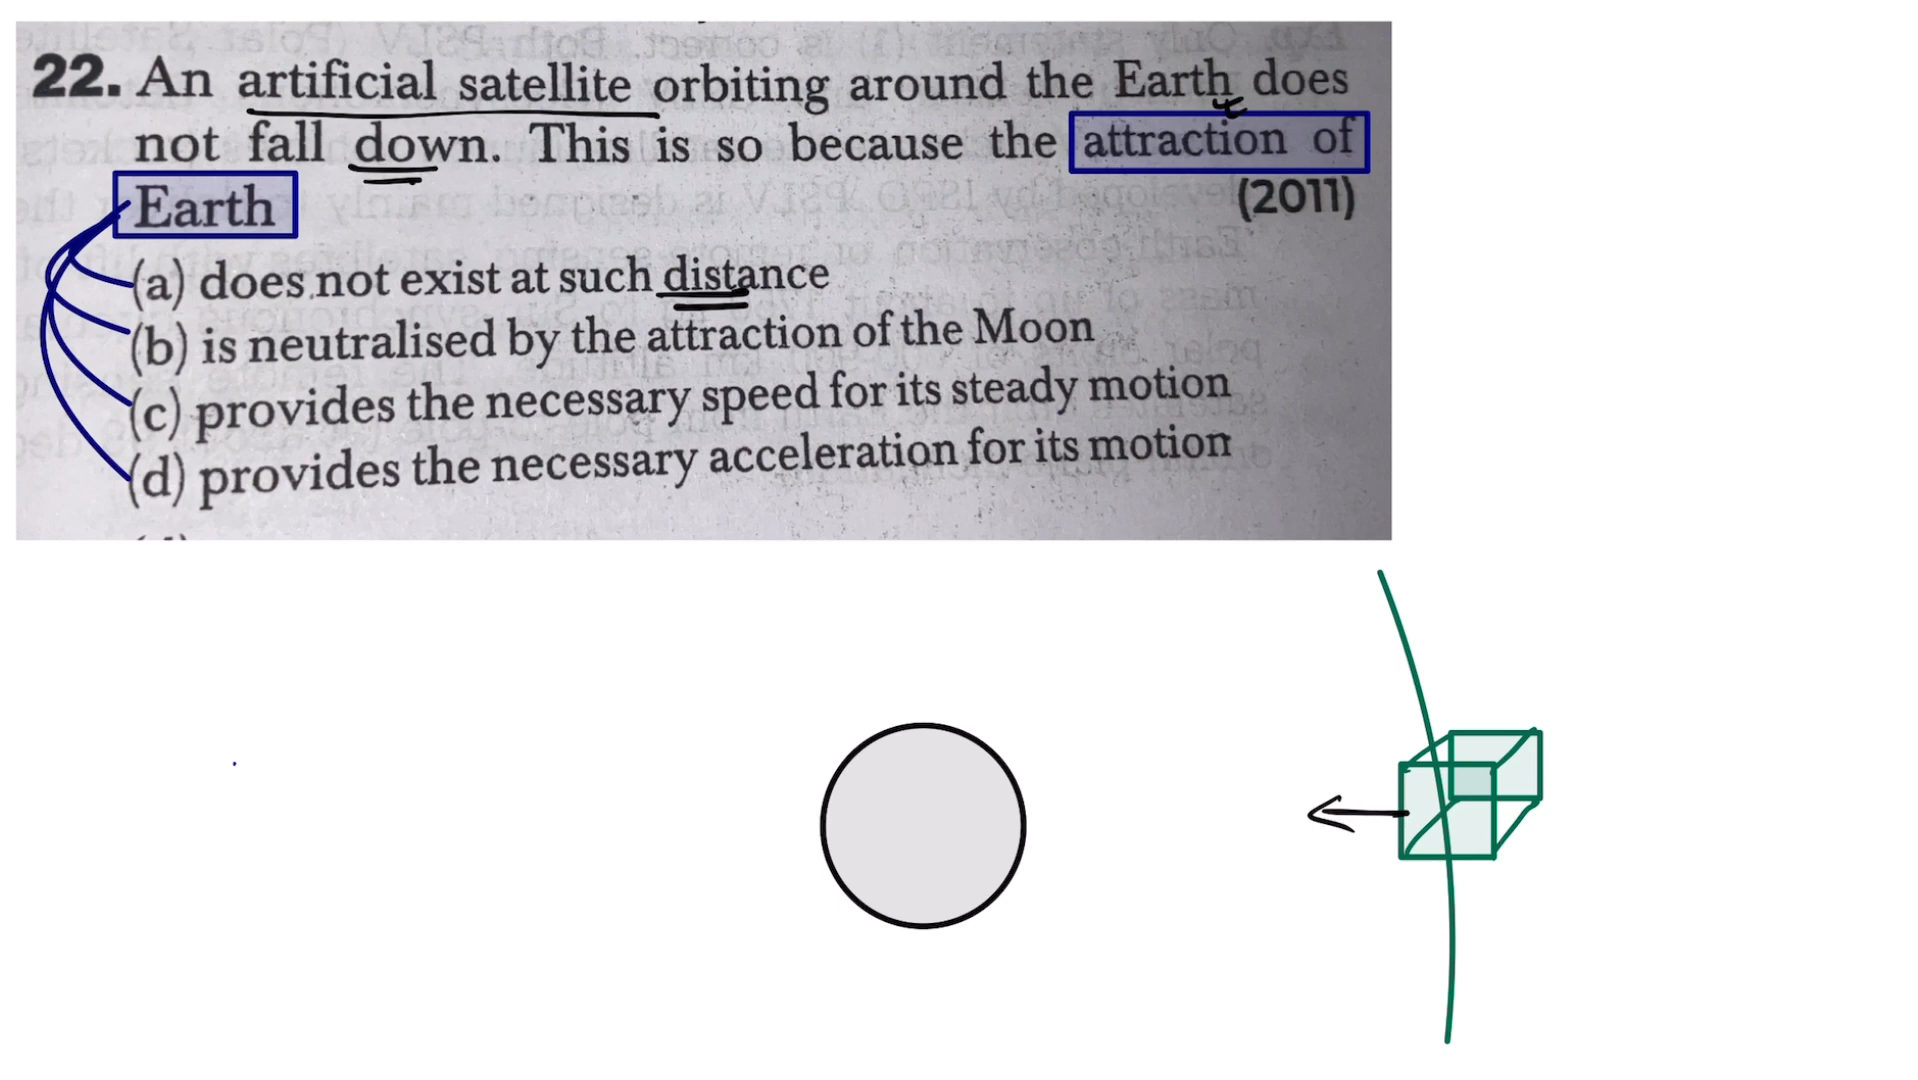 22. An artificial satellite orbiting around the Earth does
not fall down. This is so because the attraction of
Earth (2011)
(a) does not exist at such distance
(b) is neutralised by the attraction of the Moon
(c) provides the necessary speed for its steady motion
(d) provides the necessary acceleration for its motion